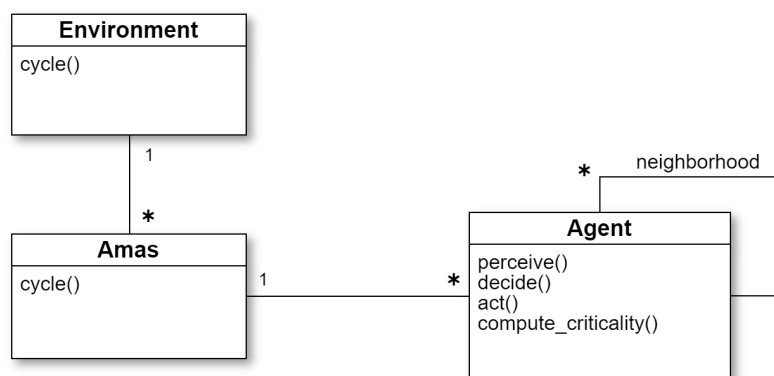 Environment
cycle()
1
*
Amas
cycle()
1
*
neighborhood
*
Agent
perceive()
decide()
act()
compute_criticality()